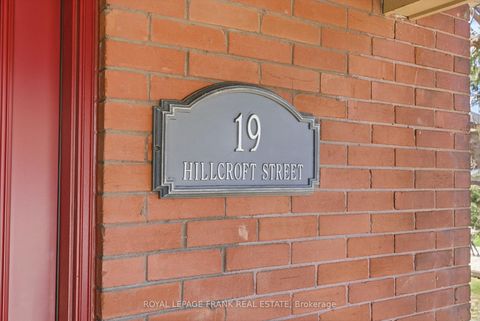 19
HILLCROFT STREET
ROYAL LEPAGE FRANK REAL ESTATE, Brokerage